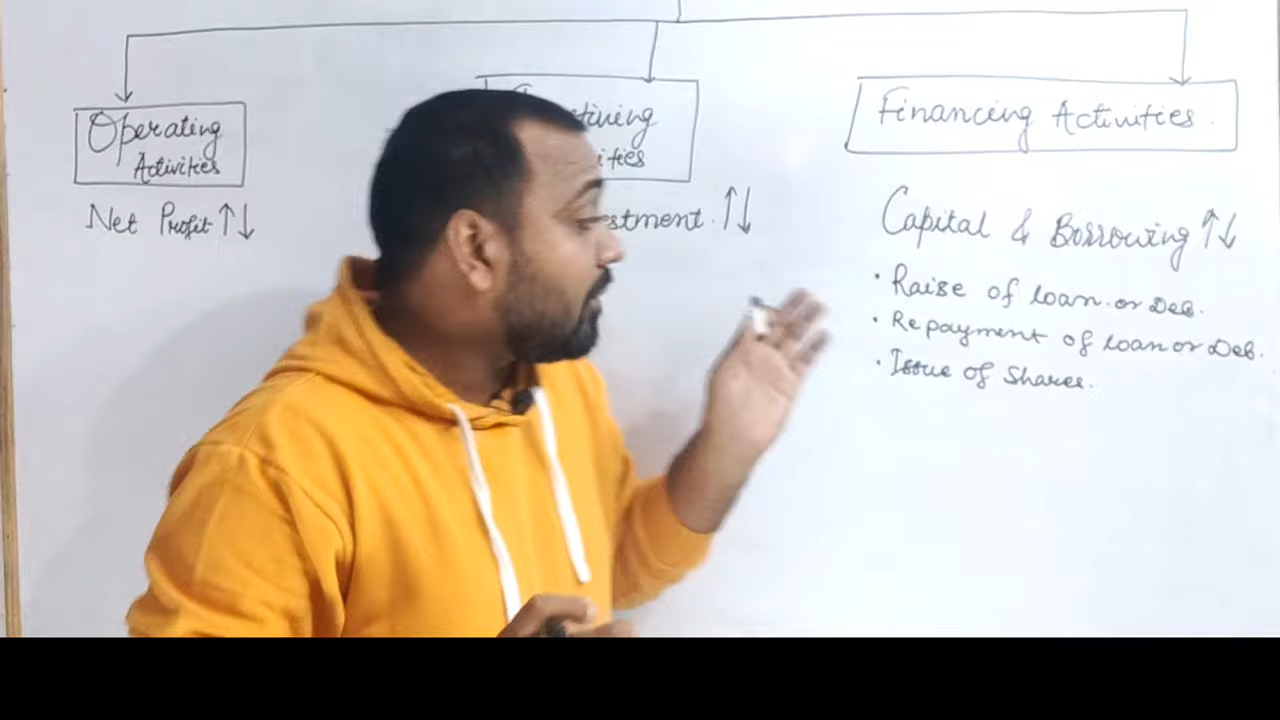 Operating
Activities
Net Profit ↑↓
ities
↑↓
Financing Activities.
Capital & Borrowing ↑↓
• Raise of loan or Deb.
• Repayment of loan or Deb.
• Issue of Shares.